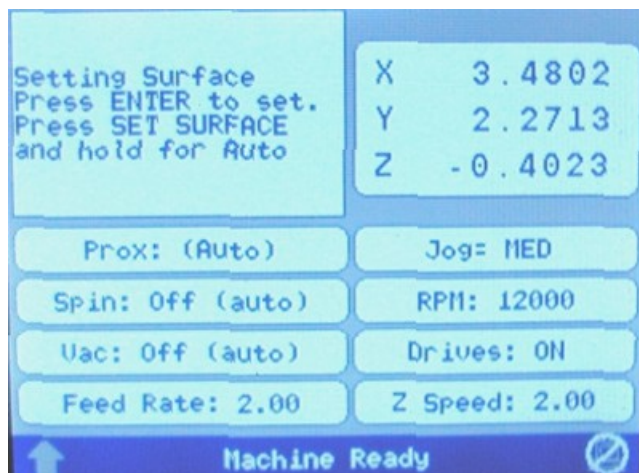 Setting Surface
Press ENTER to set.
Press SET SURFACE
and hold for Auto
X 3.4802
Y 2.2713
Z -0.4023
Prox: (Auto)
Jog= MED
Spin: Off (auto)
RPM: 12000
Vac: Off (auto)
Drives: ON
Feed Rate: 2.00
Z Speed: 2.00
Machine Ready